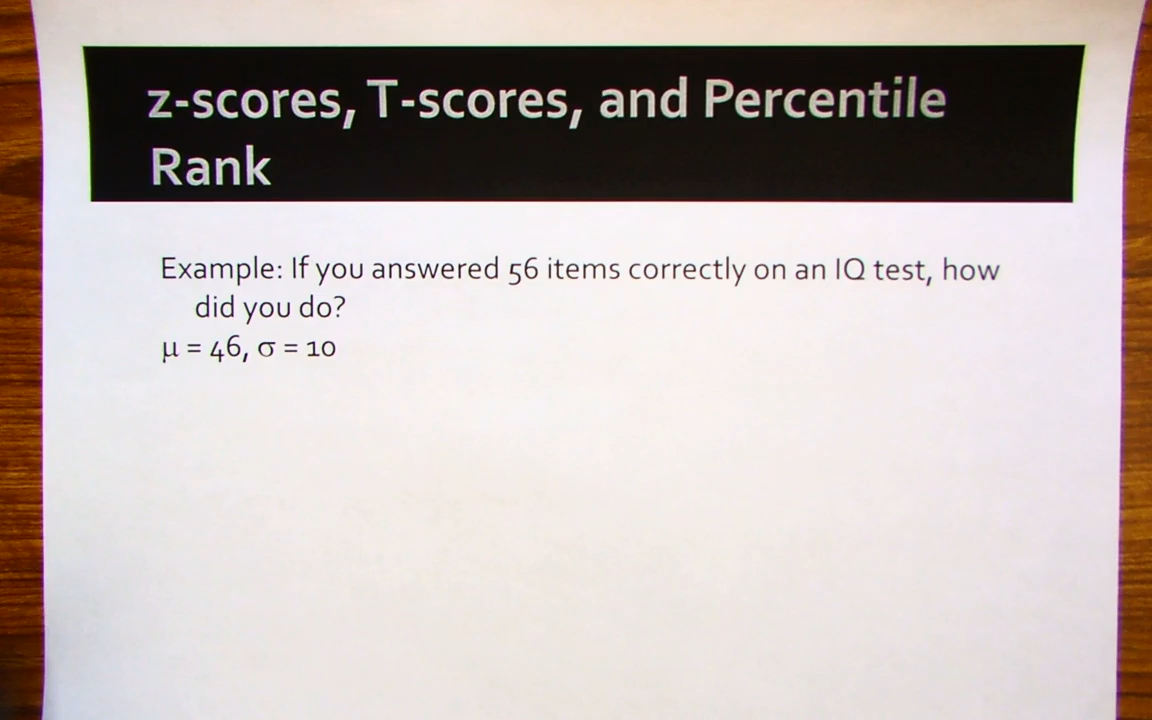 z-scores, T-scores, and Percentile
Rank
Example: If you answered 56 items correctly on an IQ test, how
did you do?
μ = 46, σ = 10